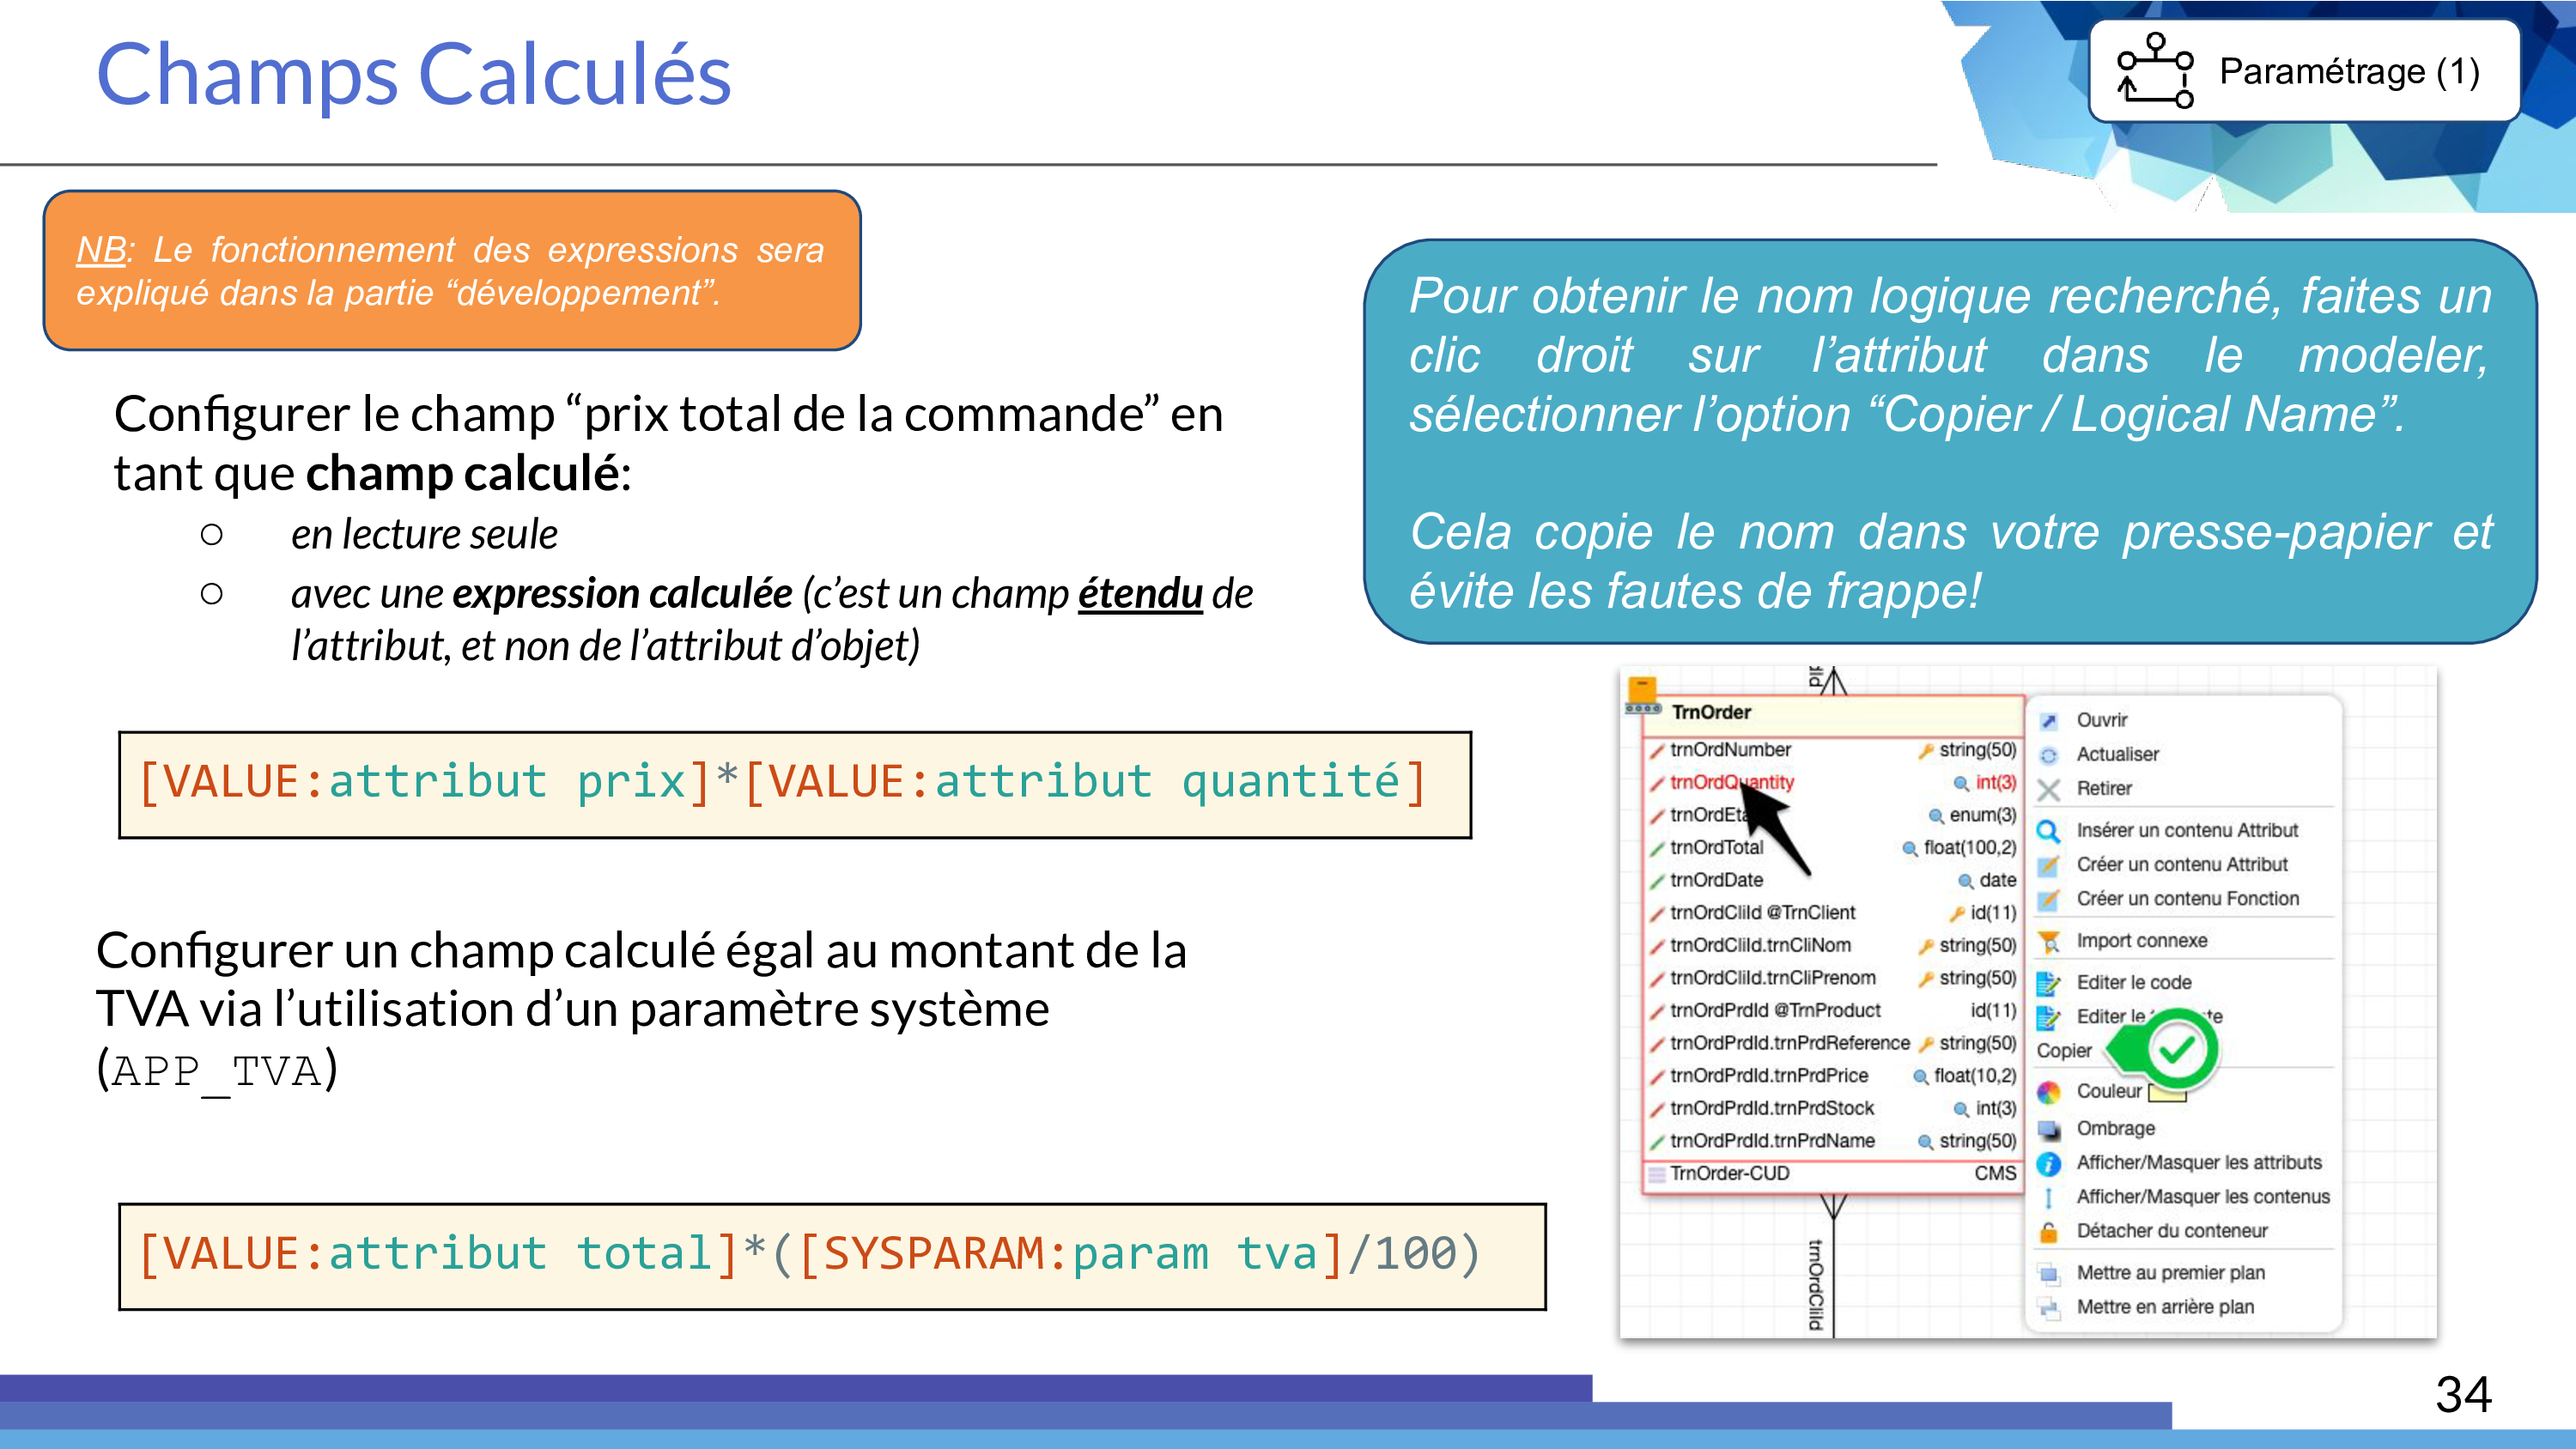 Champs Calculés
Paramétrage (1)
NB: Le fonctionnement des expressions sera
expliqué dans la partie “développement”.
Pour obtenir le nom logique recherché, faites un
clic droit sur l’attribut dans le modeler,
sélectionner l’option “Copier / Logical Name”.
Cela copie le nom dans votre presse-papier et
évite les fautes de frappe!
Configurer le champ “prix total de la commande” en
tant que champ calculé:
○ en lecture seule
○ avec une expression calculée (c’est un champ étendu de
l’attribut, et non de l’attribut d’objet)
[VALUE:attribut prix]*[VALUE:attribut quantité]
Configurer un champ calculé égal au montant de la
TVA via l’utilisation d’un paramètre système
(APP_TVA)
[VALUE:attribut total]*([SYSPARAM:param tva]/100)
TrnOrder
trnOrdNumber string(50)
trnOrdQuantity int(3)
enum(3)
trnOrdTotal float(100,2)
trnOrdDate date
trnOrdCliId @TrnClient id(11)
trnOrdCliId.trnCliNom string(50)
trnOrdCliId.trnCliPrenom string(50)
trnOrdPrdId @TrnProduct id(11)
trnOrdPrdId.trnPrdReference string(50)
trnOrdPrdId.trnPrdPrice float(10,2)
trnOrdPrdId.trnPrdStock int(3)
trnOrdPrdId.trnPrdName string(50)
TrnOrder-CUD CMS
trnOrdCliId
Ouvrir
Actualiser
Retirer
Insérer un contenu Attribut
Créer un contenu Attribut
Créer un contenu Fonction
Import connexe
Editer le code
Editer le
Copier
Couleur
Ombrage
Afficher/Masquer les attributs
Afficher/Masquer les contenus
Détacher du conteneur
Mettre au premier plan
Mettre en arrière plan
34